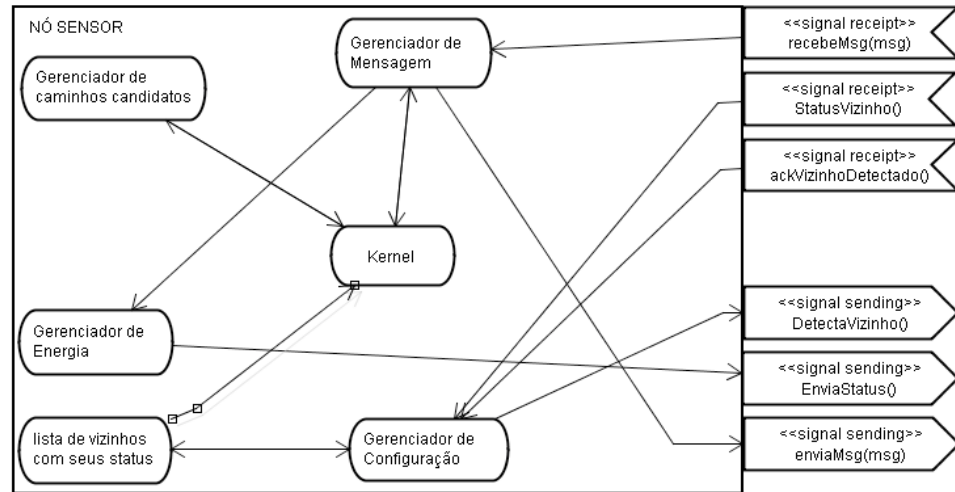 NÓ SENSOR
Gerenciador de
caminhos candidatos
Gerenciador de
Mensagem
Kernel
Gerenciador de
Energia
lista de vizinhos
com seus status
Gerenciador de
Configuração
<<signal receipt>>
recebeMsg(msg)
<<signal receipt>>
StatusVizinho()
<<signal receipt>>
ackVizinhoDetectado()
<<signal sending>>
DetectaVizinho()
<<signal sending>>
EnviaStatus()
<<signal sending>>
enviaMsg(msg)